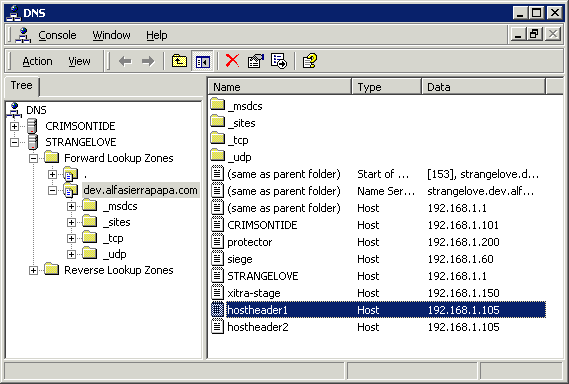 DNS
Console Window Help
Action View
Tree
DNS
CRIMSONTIDE
STRANGELOVE
Forward Lookup Zones
.
dev.alfasierrapapa.com
_msdcs
_sites
_tcp
_udp
Reverse Lookup Zones
Name Type Data
_msdcs
_sites
_tcp
_udp
(same as parent folder) Start of ... [153], strangelove.d...
(same as parent folder) Name Ser... strangelove.dev.alf...
(same as parent folder) Host 192.168.1.1
CRIMSONTIDE Host 192.168.1.101
protector Host 192.168.1.200
siege Host 192.168.1.60
STRANGELOVE Host 192.168.1.1
xitra-stage Host 192.168.1.150
hostheader1 Host 192.168.1.105
hostheader2 Host 192.168.1.105